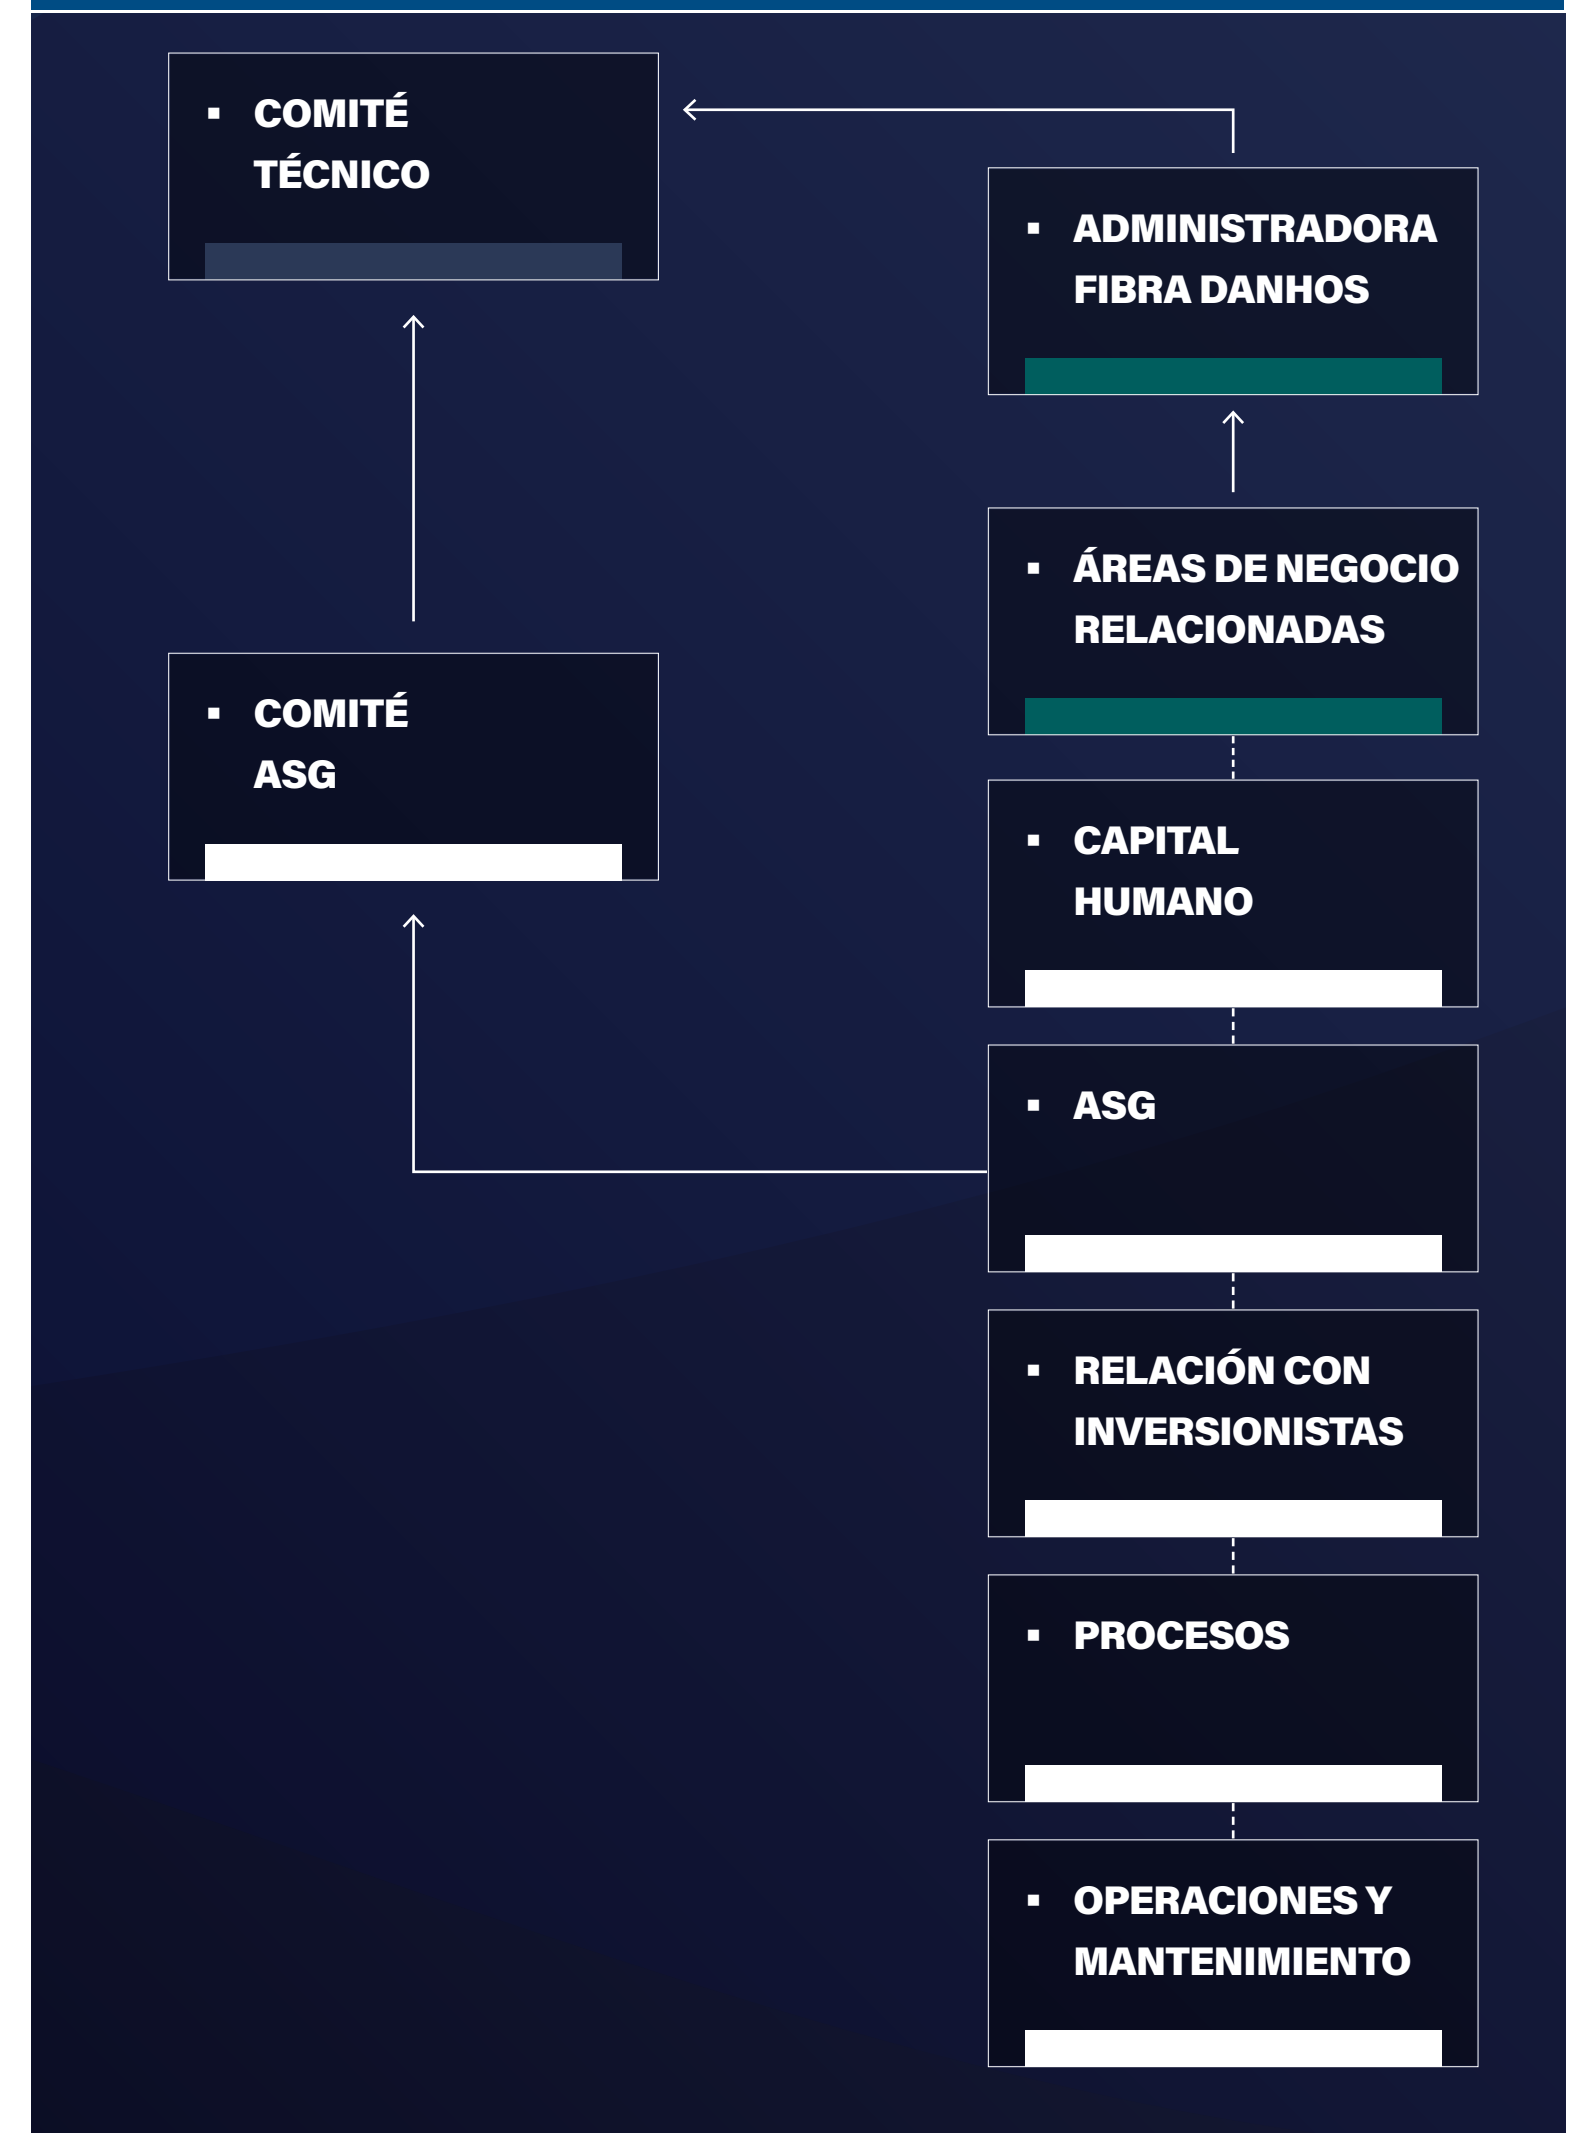 ▪ COMITÉ
TÉCNICO
▪ ADMINISTRADORA
FIBRA DANHOS
▪ ÁREAS DE NEGOCIO
RELACIONADAS
▪ COMITÉ
ASG
▪ CAPITAL
HUMANO
▪ ASG
▪ RELACIÓN CON
INVERSIONISTAS
▪ PROCESOS
▪ OPERACIONES Y
MANTENIMIENTO